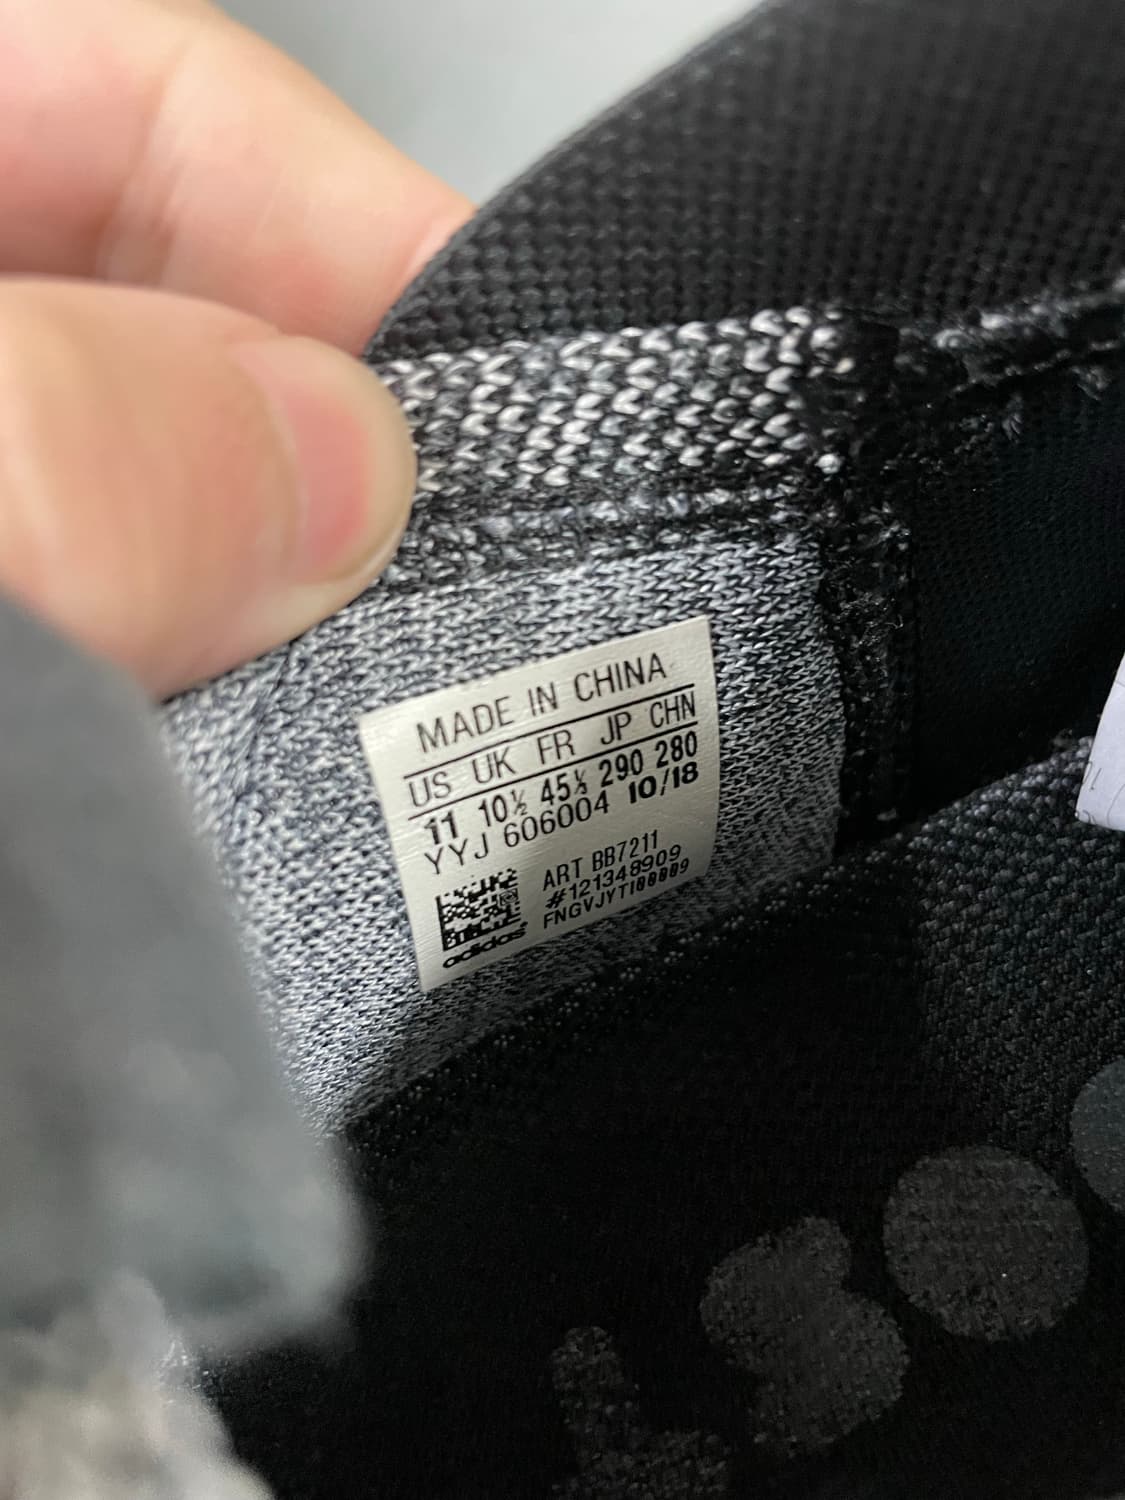 MADE IN CHINA
US UK FR JP CHN
11 10½ 45⅓ 290 280
YYJ 606004 10/18
ART BB7211
#121348909
FNGVJYTI00009
adidas